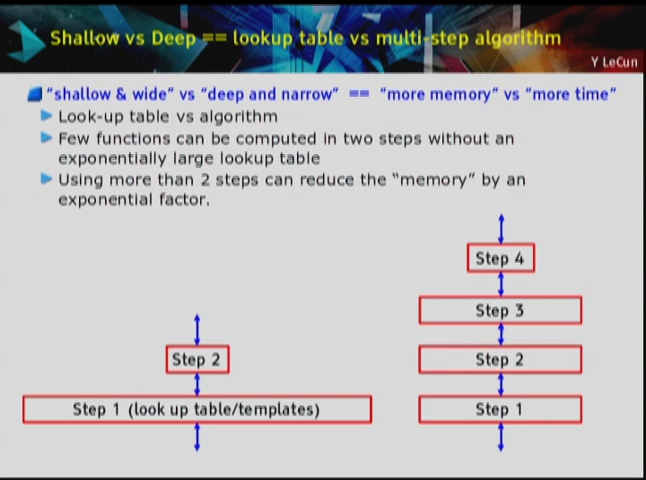 Shallow vs Deep == lookup table vs multi-step algorithm
Y LeCun
"shallow & wide" vs "deep and narrow" == "more memory" vs "more time"
Look-up table vs algorithm
Few functions can be computed in two steps without an
exponentially large lookup table
Using more than 2 steps can reduce the "memory" by an
exponential factor.
Step 4
Step 3
Step 2
Step 2
Step 1 (look up table/templates)
Step 1